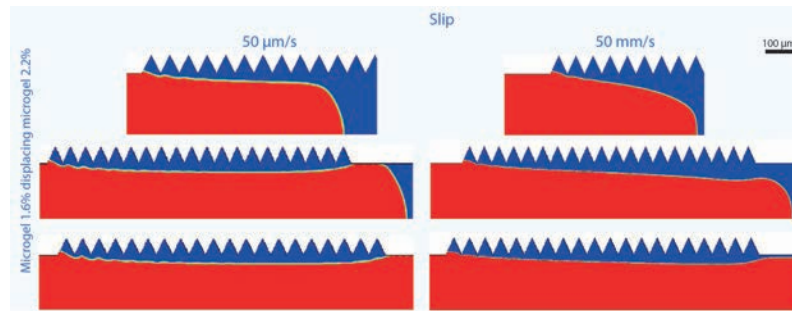 Slip
50 µm/s
50 mm/s
100 µm
Microgel 1.6% displacing microgel 2.2%